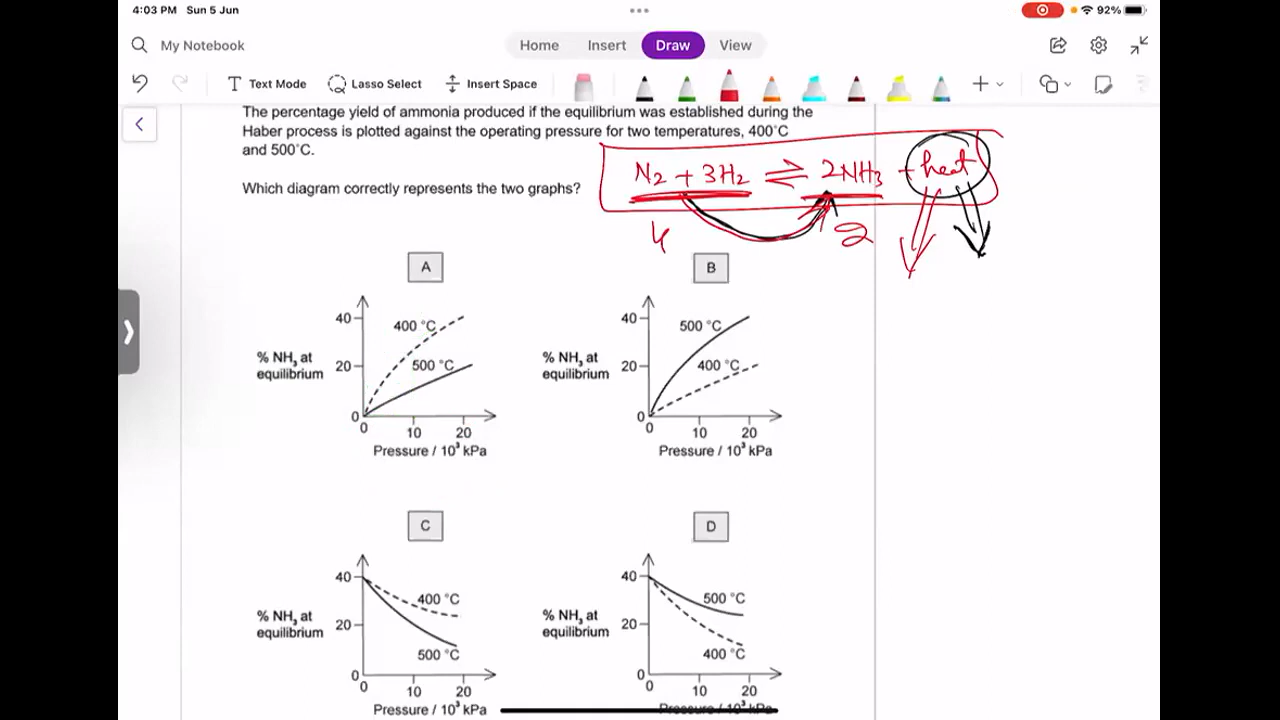 4:03 PM Sun 5 Jun
92%
My Notebook
Home Insert Draw View
Text Mode Lasso Select Insert Space
The percentage yield of ammonia produced if the equilibrium was established during the
Haber process is plotted against the operating pressure for two temperatures, 400˚C
and 500˚C.
N₂ + 3H₂ ⇌ 2NH₃ + heat
Which diagram correctly represents the two graphs?
4 2
A
40
400 °C
% NH₃ at
equilibrium
20
500 °C
0
0 10 20
Pressure / 10³ kPa
B
40
500 °C
% NH₃ at
equilibrium
20
400 °C
0
0 10 20
Pressure / 10³ kPa
C
40
400 °C
% NH₃ at
equilibrium
20
500 °C
0
0 10 20
Pressure / 10³ kPa
D
40
500 °C
% NH₃ at
equilibrium
20
400 °C
0
0 10 20
Pressure / 10³ kPa